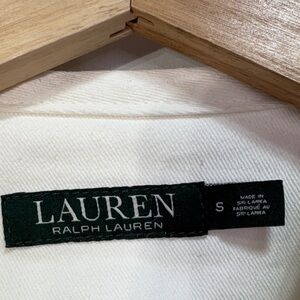 LAUREN
RALPH LAUREN
S
MADE IN
SRI LANKA
FABRIQUÉ AU
SRI LANKA